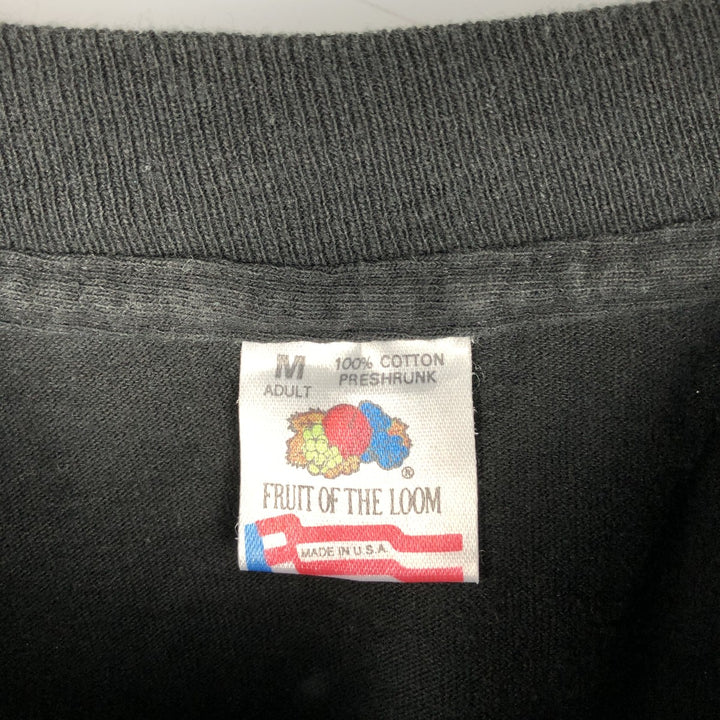 M 100% COTTON
ADULT PRESHRUNK
®
FRUIT OF THE LOOM
MADE IN U.S.A.